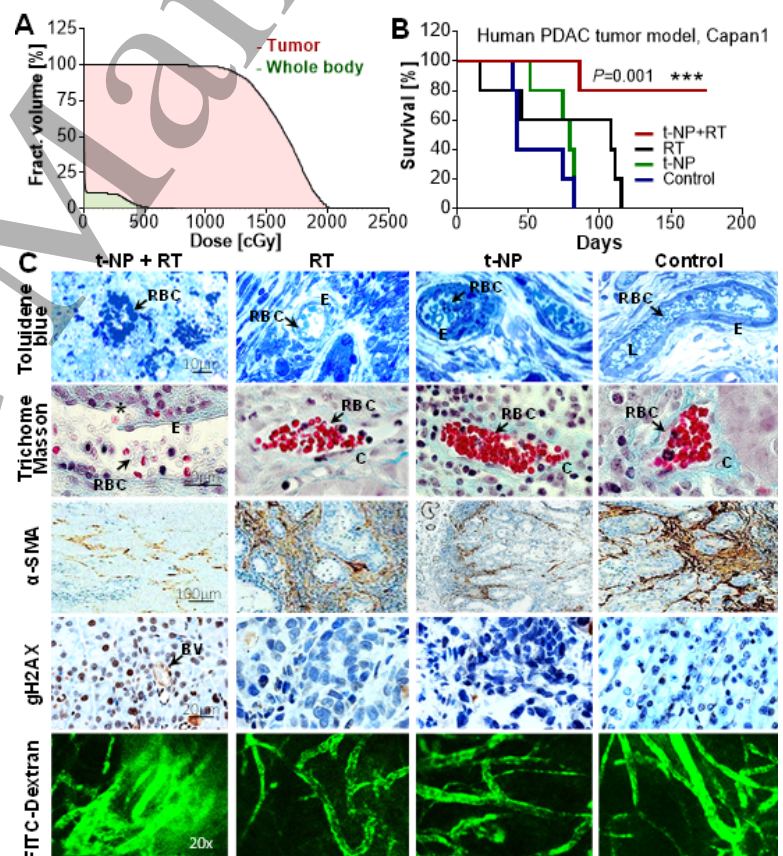 A
125
100
75
50
25
0
Fract. volume [%]
- Tumor
- Whole body
0 500 1000 1500 2000 2500
Dose [cGy]
B
Human PDAC tumor model, Capan1
120
100
80
60
40
20
0
Survival [%]
P=0.001 ***
t-NP+RT
RT
t-NP
Control
0 50 100 150 200
Days
C
t-NP + RT RT t-NP Control
Toluidene
blue
RBC
10µm
E
RBC
RBC
E
RBC
E
L
Trichome
Masson
*
E
RBC
RBC
C
RBC
C
RBC
C
α-SMA
100µm
gH2AX
BV
20µm
FITC-Dextran
20x